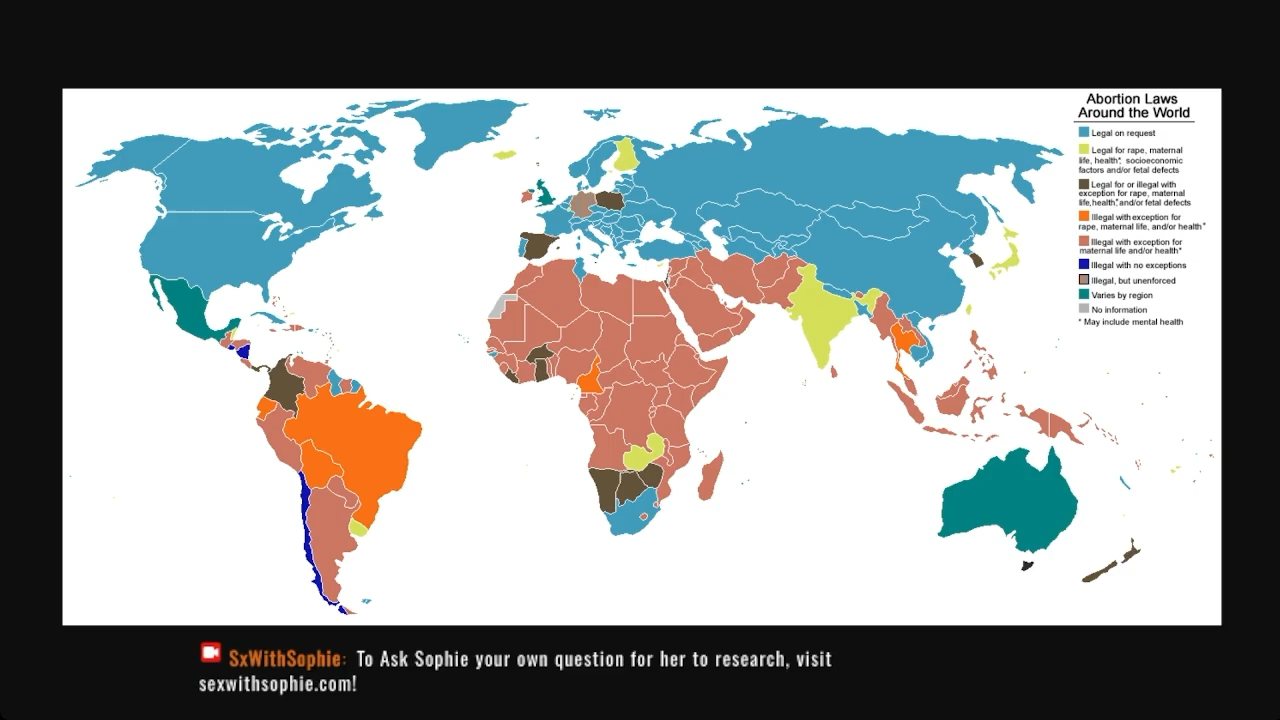 Abortion Laws
Around the World
Legal on request
Legal for rape, maternal
life, health*, socioeconomic
factors and/or fetal defects
Legal for or illegal with
exception for rape, maternal
life,health,*and/or fetal defects
Illegal with exception for
rape, maternal life, and/or health*
Illegal with exception for
maternal life and/or health*
Illegal with no exceptions
Illegal, but unenforced
Varies by region
No information
* May include mental health
SxWithSophie: To Ask Sophie your own question for her to research, visit
sexwithsophie.com!